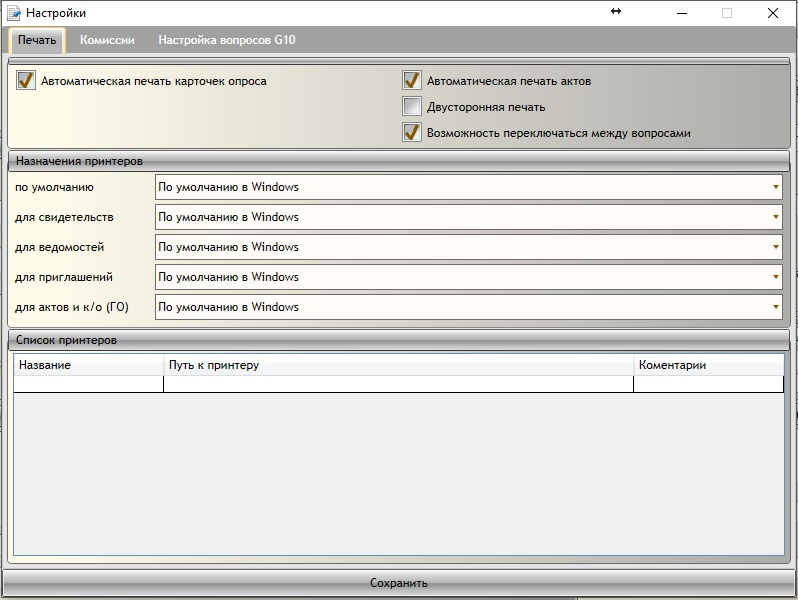 Настройки
Печать Комиссии Настройка вопросов G10
Автоматическая печать карточек опроса Автоматическая печать актов
Двусторонняя печать
Возможность переключаться между вопросами
Назначения принтеров
по умолчанию По умолчанию в Windows
для свидетельств По умолчанию в Windows
для ведомостей По умолчанию в Windows
для приглашений По умолчанию в Windows
для актов и к/о (ГО) По умолчанию в Windows
Список принтеров
Название Путь к принтеру Коментарии
Сохранить